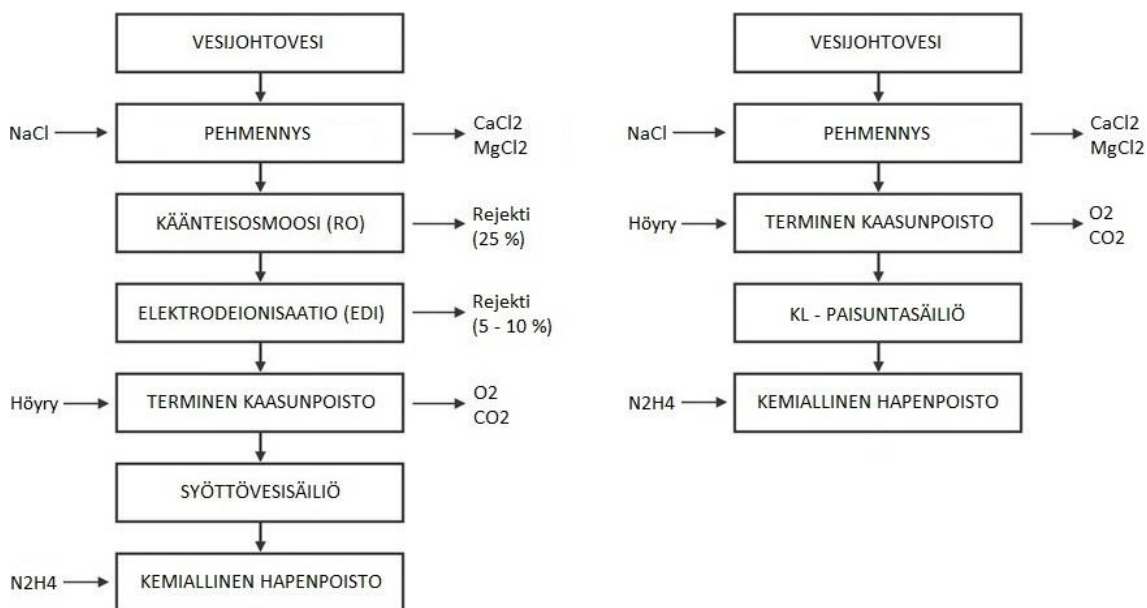 VESIJOHTOVESI
NaCl
PEHMENNYS
CaCl2
MgCl2
KÄÄNTEISOSMOOSI (RO)
Rejekti
(25 %)
ELEKTRODEIONISAATIO (EDI)
Rejekti
(5 - 10 %)
Höyry
TERMINEN KAASUNPOISTO
O2
CO2
SYÖTTÖVESISÄILIÖ
N2H4
KEMIALLINEN HAPENPOISTO
VESIJOHTOVESI
NaCl
PEHMENNYS
CaCl2
MgCl2
Höyry
TERMINEN KAASUNPOISTO
O2
CO2
KL - PAISUNTASÄILIÖ
N2H4
KEMIALLINEN HAPENPOISTO